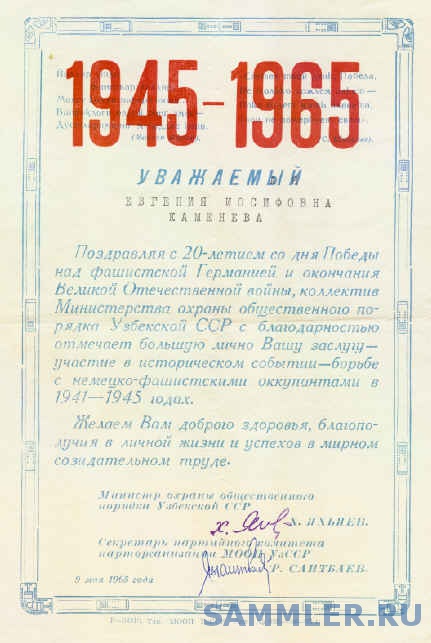 1945–1965
УВАЖАЕМЫЙ
ЕВГЕНИЯ ИОСИФОВНА
КАМЕНЕВА
Поздравляя с 20-летием со дня Победы
над фашистской Германией и окончания
Великой Отечественной войны, коллектив
Министерства охраны общественного по-
рядка Узбекской ССР с благодарностью
отмечает большую лично Вашу заслугу—
участие в историческом событии—борьбе
с немецко-фашистскими оккупантами в
1941—1945 годах.
Желаем Вам доброго здоровья, благопо-
лучия в личной жизни и успехов в мирном
созидательном труде.
Министр охраны общественного
порядка Узбекской ССР
Х. ЯХЬЯЕВ.
Секретарь партийного комитета
парторганизации МООП УзССР
Р. САИТБАЕВ.
9 мая 1965 года
SAMMLER.RU